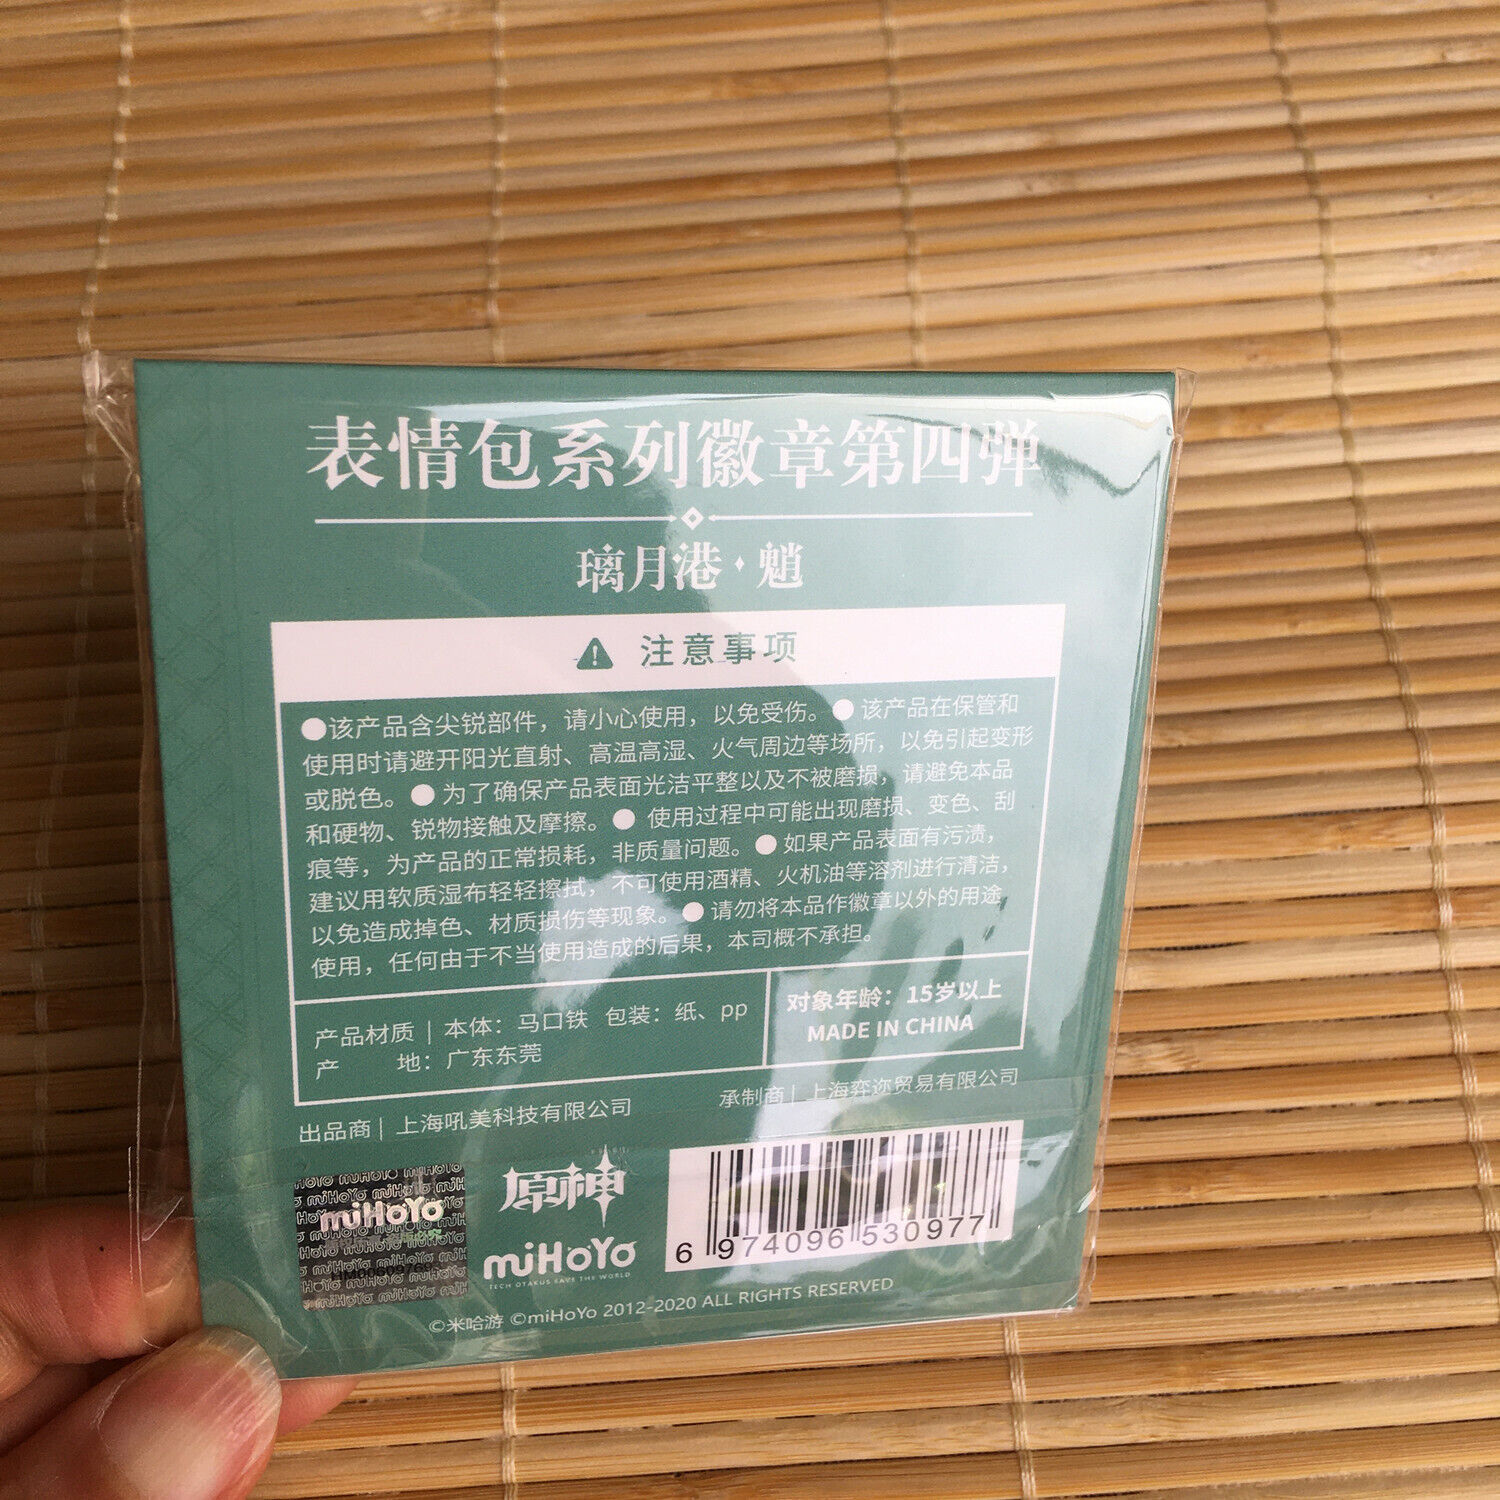 表情包系列徽章第四弹
璃月港·魈
注意事项
●该产品含尖锐部件，请小心使用，以免受伤。● 该产品在保管和
使用时请避开阳光直射、高温高湿、火气周边等场所，以免引起变形
或脱色。● 为了确保产品表面光洁平整以及不被磨损，请避免本品
和硬物、锐物接触及摩擦。● 使用过程中可能出现磨损、变色、刮
痕等，为产品的正常损耗，非质量问题。● 如果产品表面有污渍，
建议用软质湿布轻轻擦拭，不可使用酒精、火机油等溶剂进行清洁，
以免造成掉色、材质损伤等现象。● 请勿将本品作徽章以外的用途
使用，任何由于不当使用造成的后果，本司概不承担。
产品材质 | 本体：马口铁 包装：纸、pp
产 地：广东东莞
对象年龄：15岁以上
MADE IN CHINA
出品商 | 上海吼美科技有限公司
承制商 | 上海弈迩贸易有限公司
miHoYo
原神
miHoYo
TECH OTAKUS SAVE THE WORLD
6 974096 530977
©米哈游 ©miHoYo 2012-2020 ALL RIGHTS RESERVED